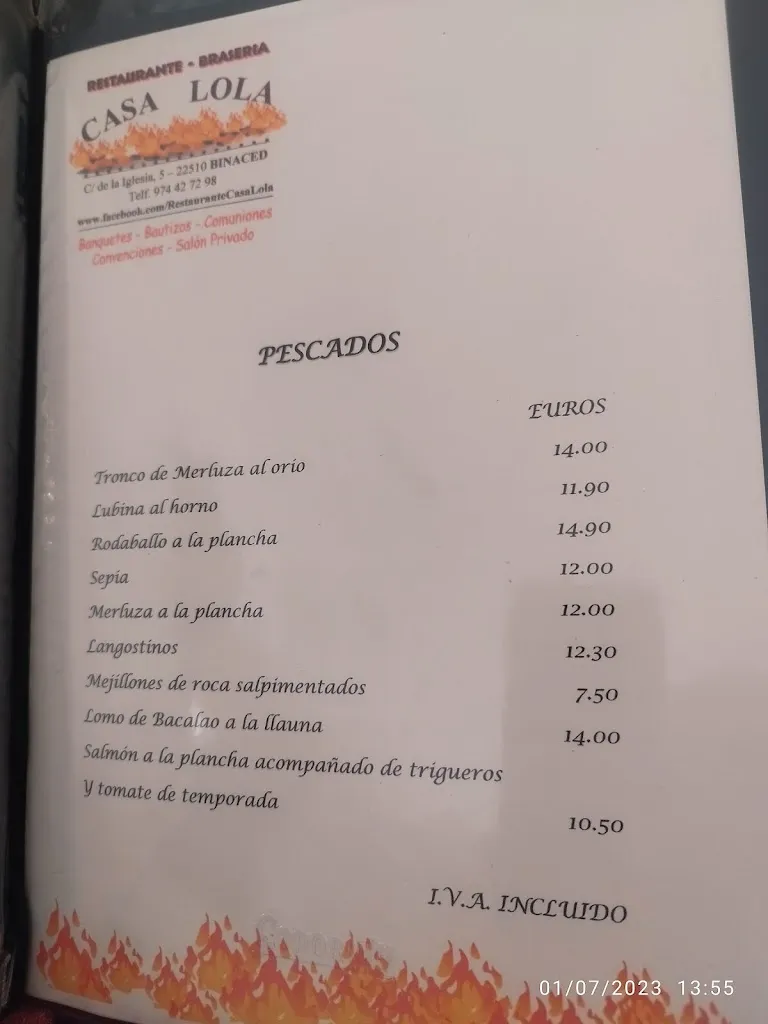 RESTAURANTE - BRASERIA
CASA LOLA
C/ de la Iglesia, 5 – 22510 BINACED
Telf. 974 42 72 98
www.facebook.com/RestauranteCasaLola
Banquetes - Bautizos - Comuniones
Convenciones - Salón Privado
PESCADOS
EUROS
Tronco de Merluza al orio 14.00
Lubina al horno 11.90
Rodaballo a la plancha 14.90
Sepia 12.00
Merluza a la plancha 12.00
Langostinos 12.30
Mejillones de roca salpimentados 7.50
Lomo de Bacalao a la llauna 14.00
Salmón a la plancha acompañado de trigueros
Y tomate de temporada 10.50
I.V.A. INCLUIDO
01/07/2023 13:55